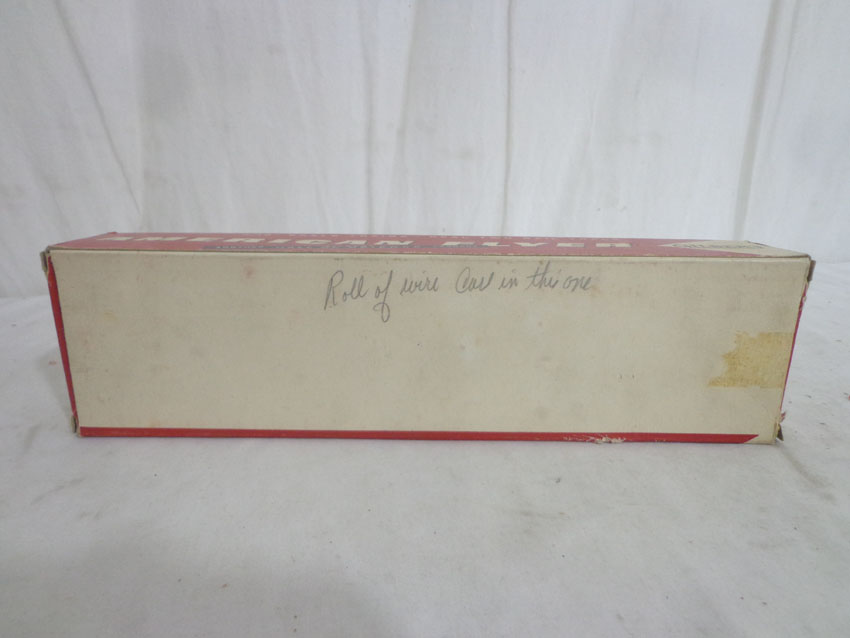 AMERICAN FLYER
Roll of wire Car in this one